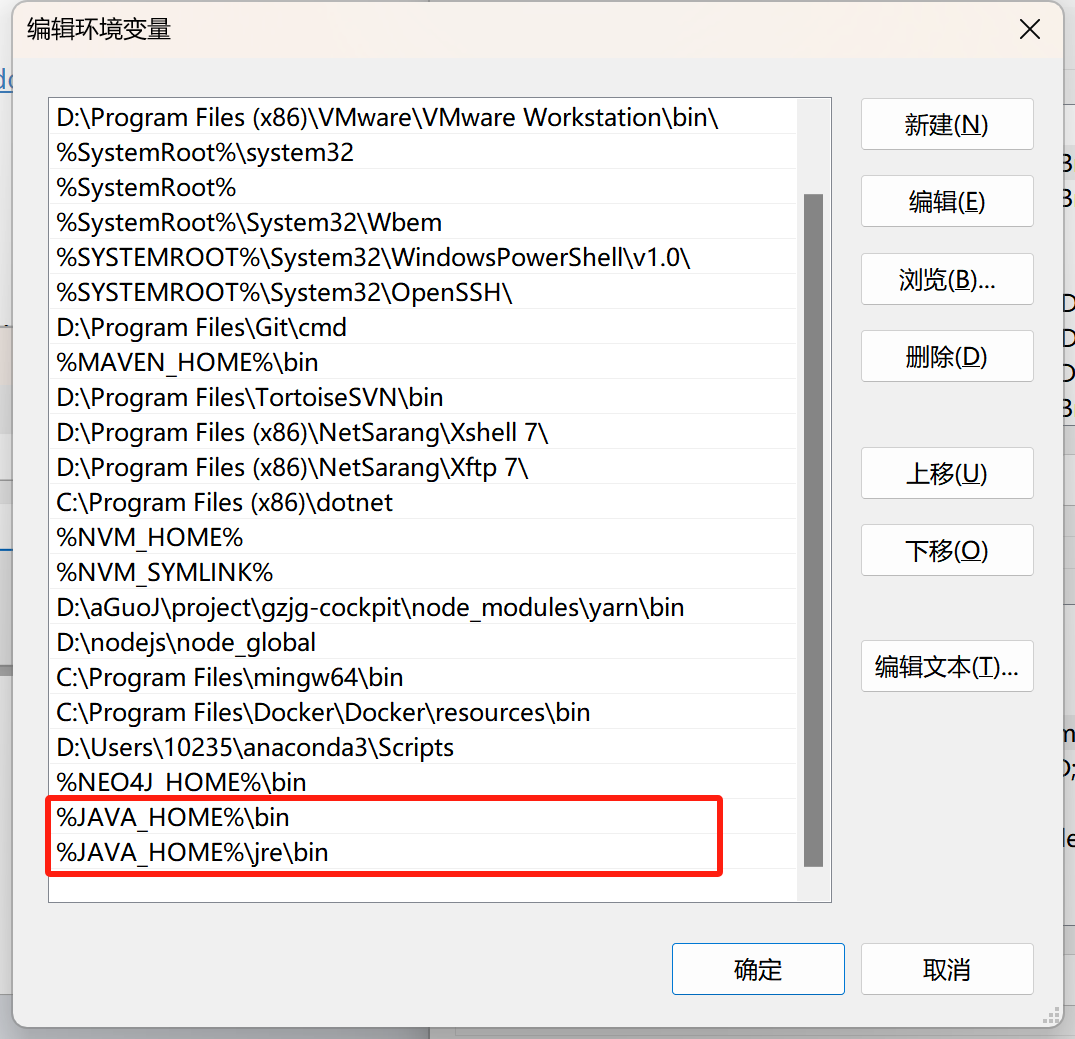 编辑环境变量
D:\Program Files (x86)\VMware\VMware Workstation\bin\
%SystemRoot%\system32
%SystemRoot%
%SystemRoot%\System32\Wbem
%SYSTEMROOT%\System32\WindowsPowerShell\v1.0\
%SYSTEMROOT%\System32\OpenSSH\
D:\Program Files\Git\cmd
%MAVEN_HOME%\bin
D:\Program Files\TortoiseSVN\bin
D:\Program Files (x86)\NetSarang\Xshell 7\
D:\Program Files (x86)\NetSarang\Xftp 7\
C:\Program Files (x86)\dotnet
%NVM_HOME%
%NVM_SYMLINK%
D:\aGuoJ\project\gzjg-cockpit\node_modules\yarn\bin
D:\nodejs\node_global
C:\Program Files\mingw64\bin
C:\Program Files\Docker\Docker\resources\bin
D:\Users\10235\anaconda3\Scripts
%NEO4J_HOME%\bin
%JAVA_HOME%\bin
%JAVA_HOME%\jre\bin
新建(N)
编辑(E)
浏览(B)...
删除(D)
上移(U)
下移(O)
编辑文本(T)...
确定
取消